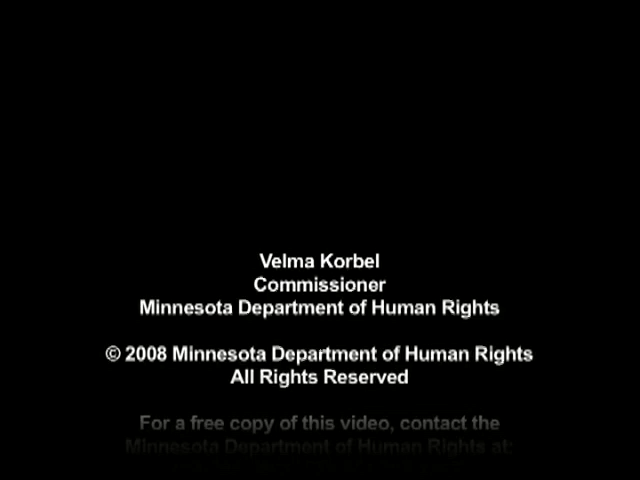 Velma Korbel
Commissioner
Minnesota Department of Human Rights
© 2008 Minnesota Department of Human Rights
All Rights Reserved
For a free copy of this video, contact the
Minnesota Department of Human Rights at: